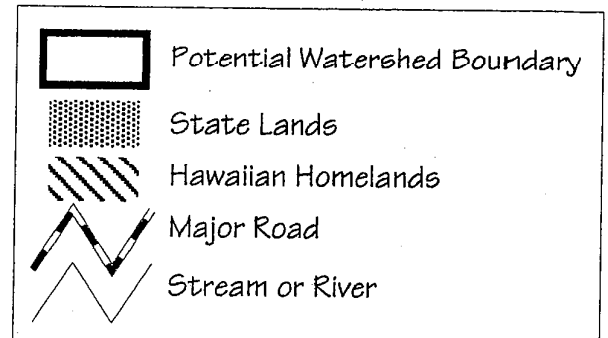 Potential Watershed Boundary
State Lands
Hawaiian Homelands
Major Road
Stream or River